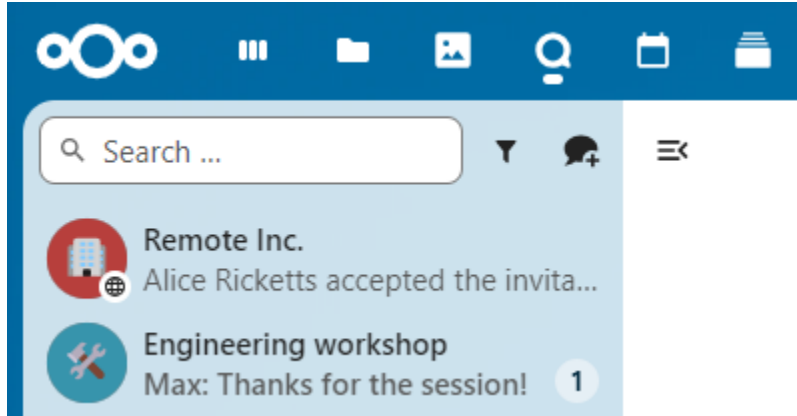 Search ...
Remote Inc.
Alice Ricketts accepted the invita...
Engineering workshop
Max: Thanks for the session!
1